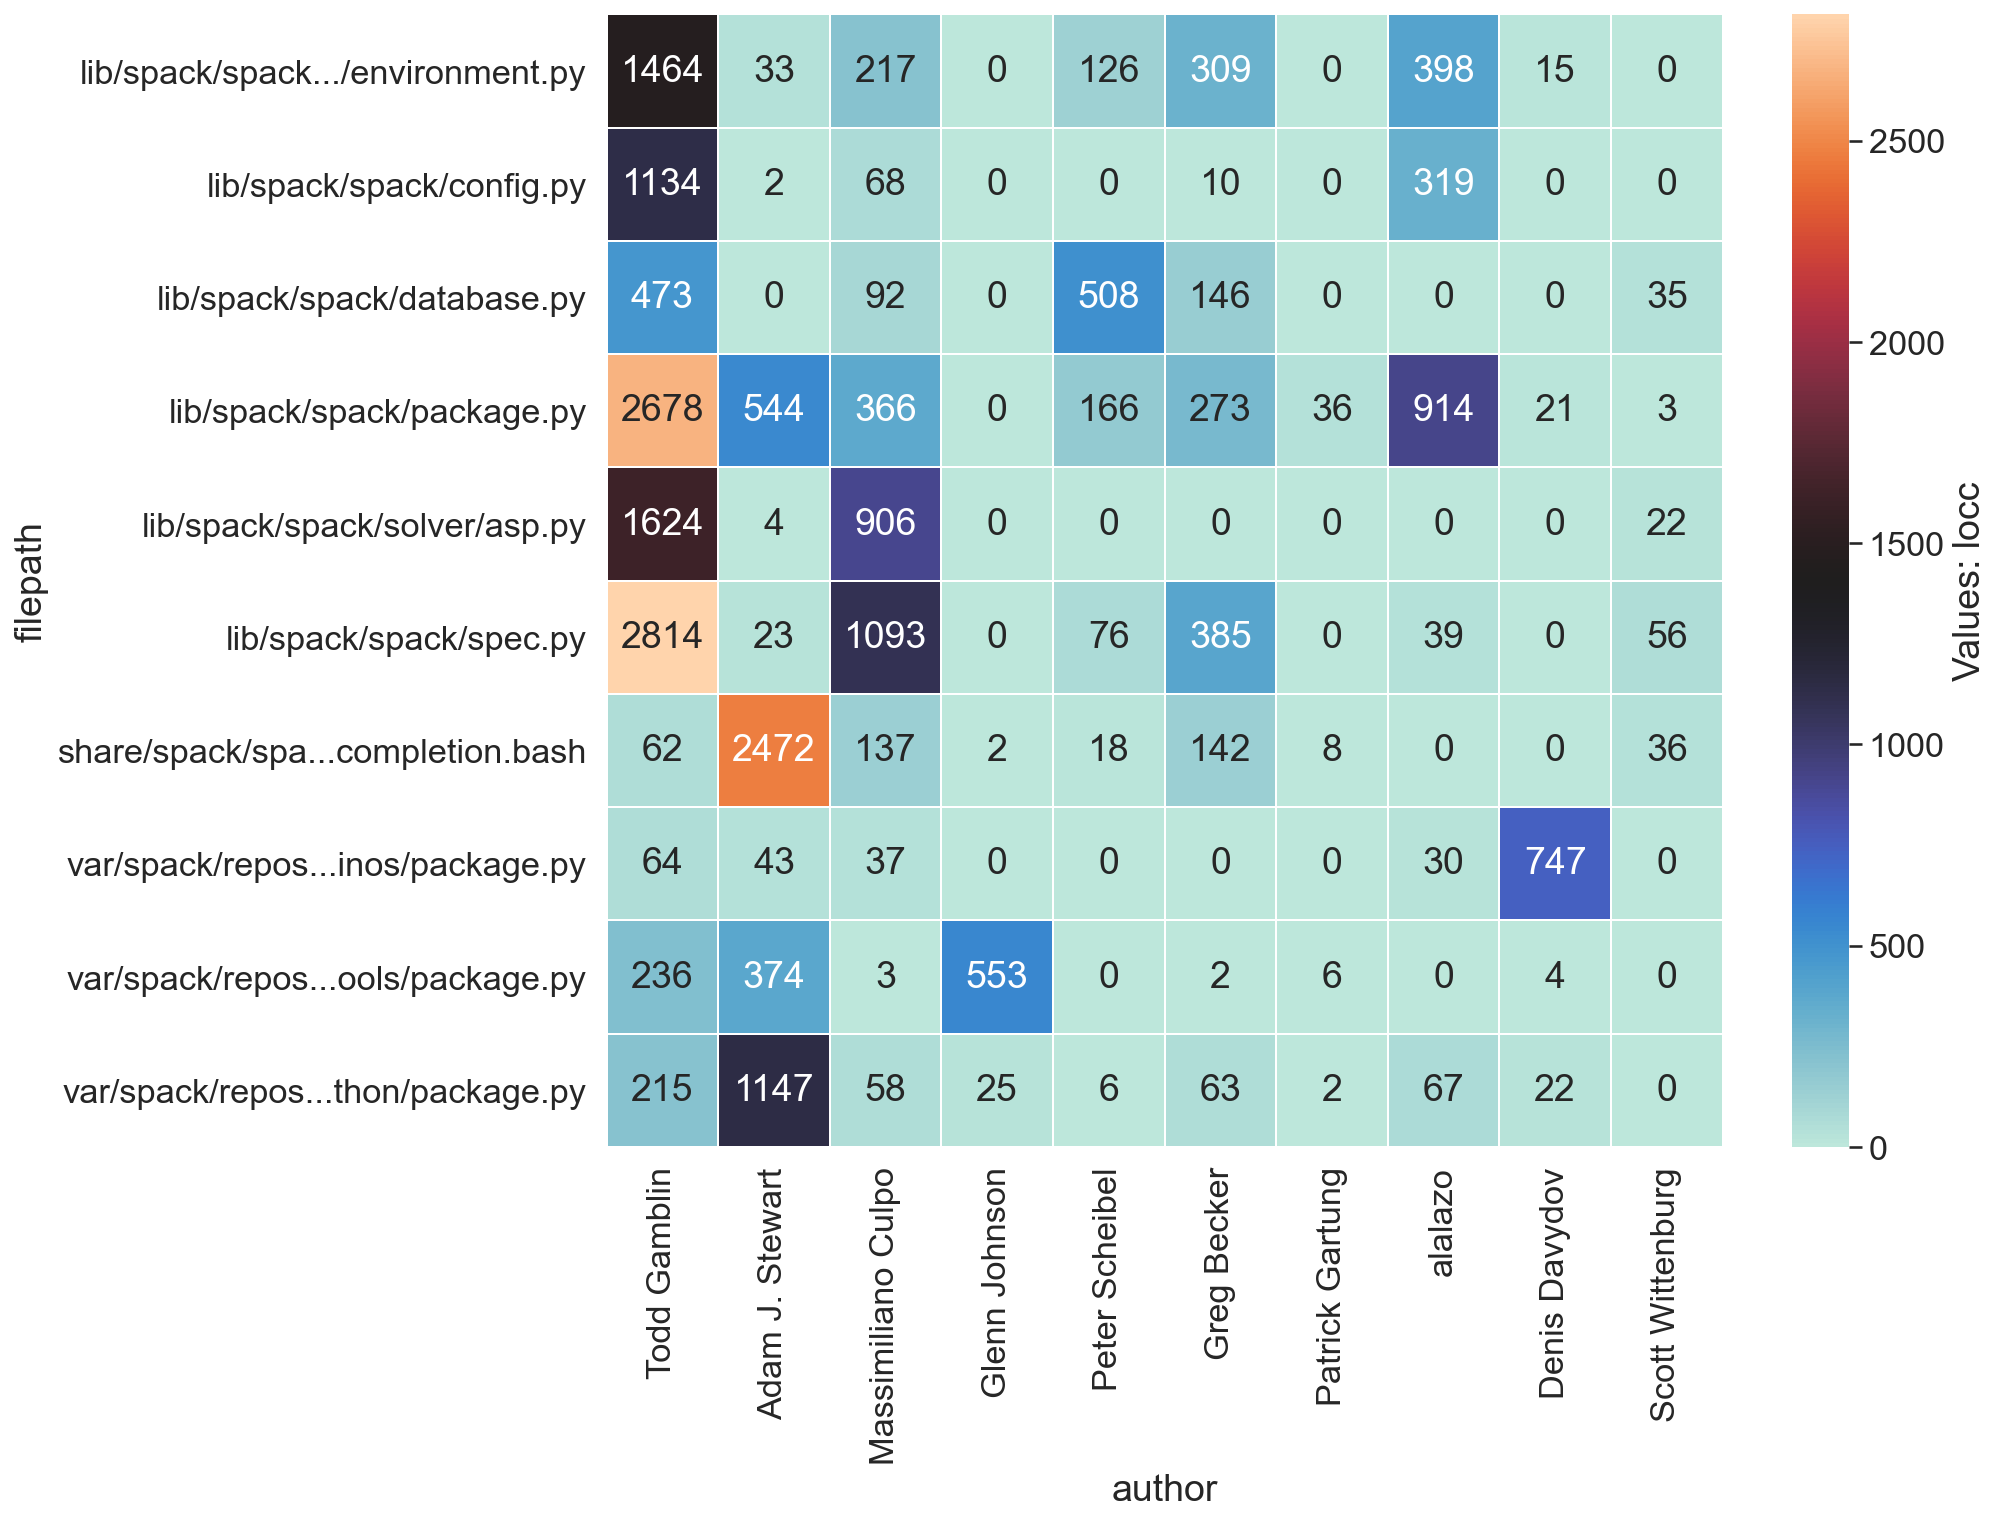 lib/spack/spack.../environment.py 1464 33 217 0 126 309 0 398 15 0
lib/spack/spack/config.py 1134 2 68 0 0 10 0 319 0 0
lib/spack/spack/database.py 473 0 92 0 508 146 0 0 0 35
lib/spack/spack/package.py 2678 544 366 0 166 273 36 914 21 3
lib/spack/spack/solver/asp.py 1624 4 906 0 0 0 0 0 0 22
lib/spack/spack/spec.py 2814 23 1093 0 76 385 0 39 0 56
share/spack/spa...completion.bash 62 2472 137 2 18 142 8 0 0 36
var/spack/repos...inos/package.py 64 43 37 0 0 0 0 30 747 0
var/spack/repos...ools/package.py 236 374 3 553 0 2 6 0 4 0
var/spack/repos...thon/package.py 215 1147 58 25 6 63 2 67 22 0
filepath
Todd Gamblin
Adam J. Stewart
Massimiliano Culpo
Glenn Johnson
Peter Scheibel
Greg Becker
Patrick Gartung
alalazo
Denis Davydov
Scott Wittenburg
author
2500
2000
1500
1000
500
0
Values: locc